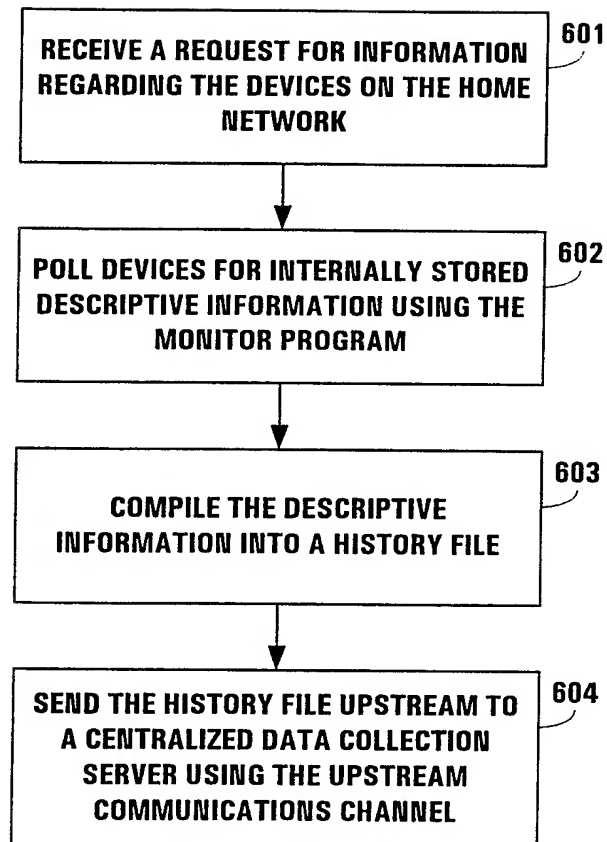 RECEIVE A REQUEST FOR INFORMATION
REGARDING THE DEVICES ON THE HOME
NETWORK
601
POLL DEVICES FOR INTERNALLY STORED
DESCRIPTIVE INFORMATION USING THE
MONITOR PROGRAM
602
COMPILE THE DESCRIPTIVE
INFORMATION INTO A HISTORY FILE
603
SEND THE HISTORY FILE UPSTREAM TO
A CENTRALIZED DATA COLLECTION
SERVER USING THE UPSTREAM
COMMUNICATIONS CHANNEL
604